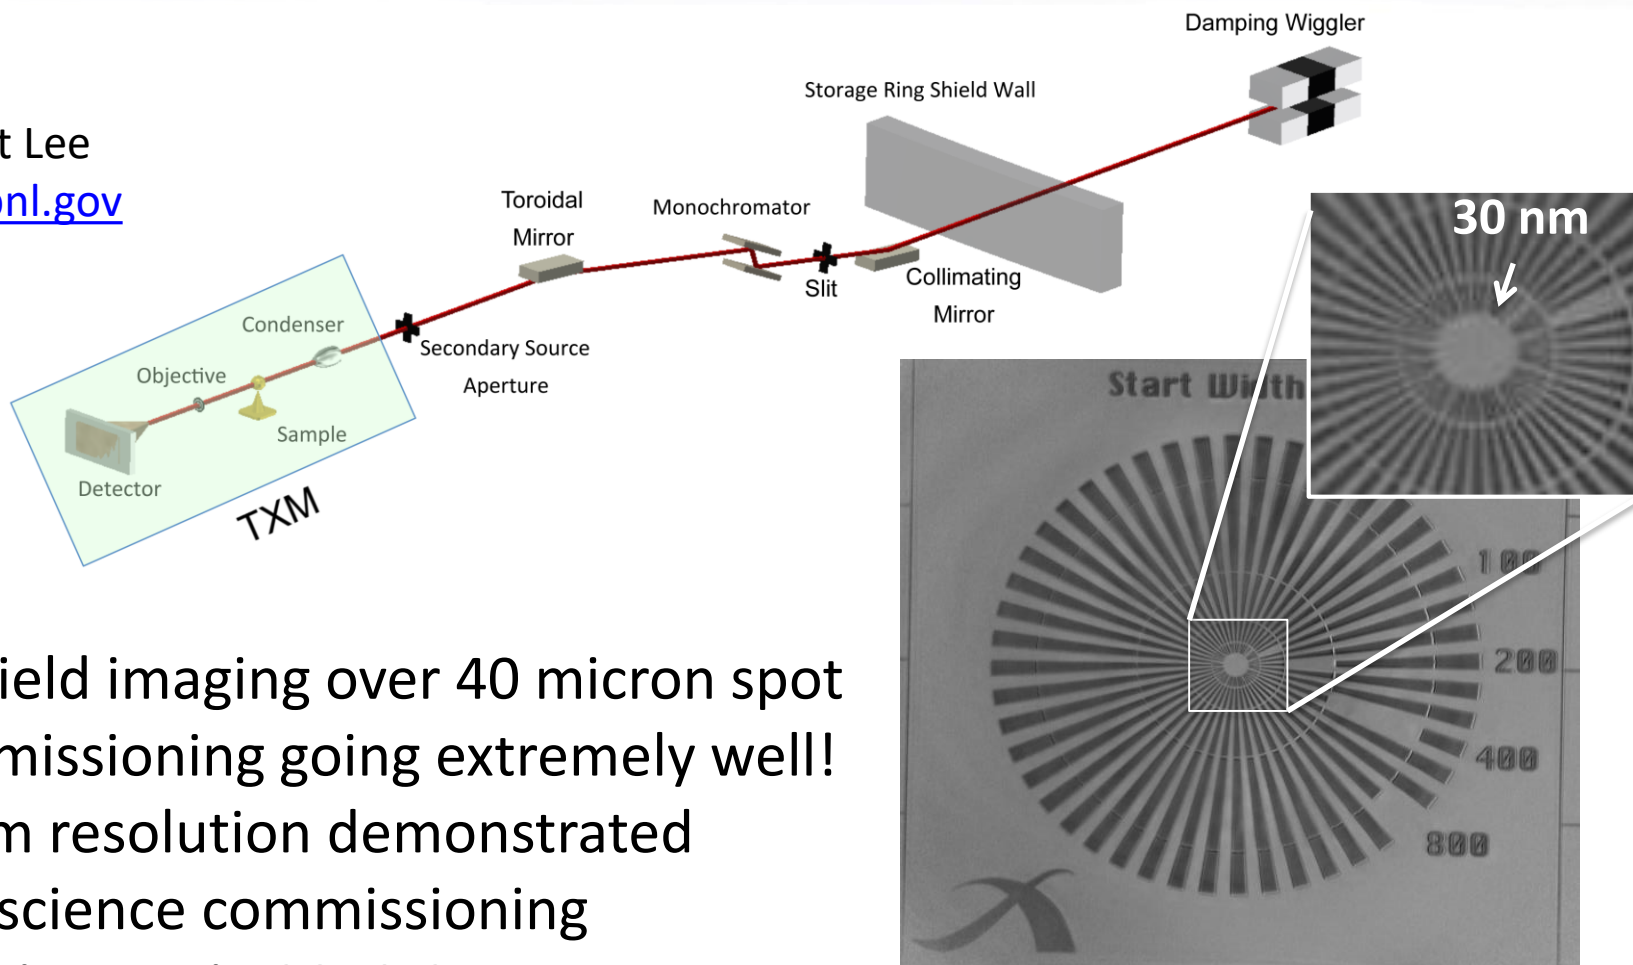 Damping Wiggler
Storage Ring Shield Wall
t Lee
nl.gov
Toroidal
Mirror
Monochromator
30 nm
Slit
Collimating
Mirror
Condenser
Secondary Source
Aperture
Objective
Sample
Detector
TXM
Start Width
100
200
400
800
ield imaging over 40 micron spot
missioning going extremely well!
m resolution demonstrated
science commissioning